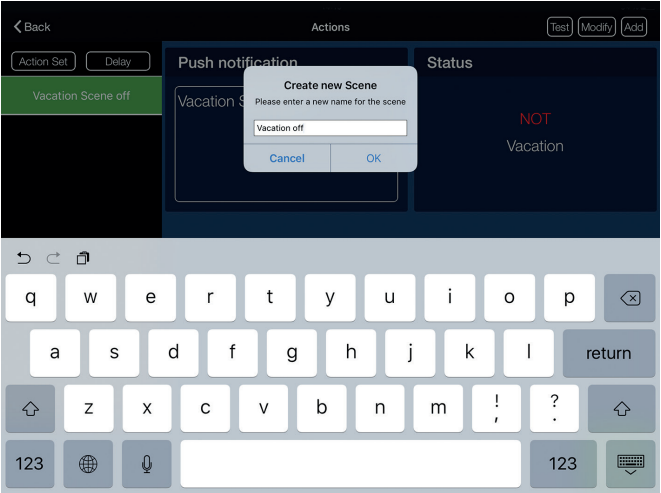 Back
Actions
Test Modify Add
Action Set Delay
Push notification
Status
Vacation Scene off
Vacation S
Create new Scene
Please enter a new name for the scene
Vacation off
Cancel OK
NOT
Vacation
q w e r t y u i o p
a s d f g h j k l return
z x c v b n m ! , ? .
123 123